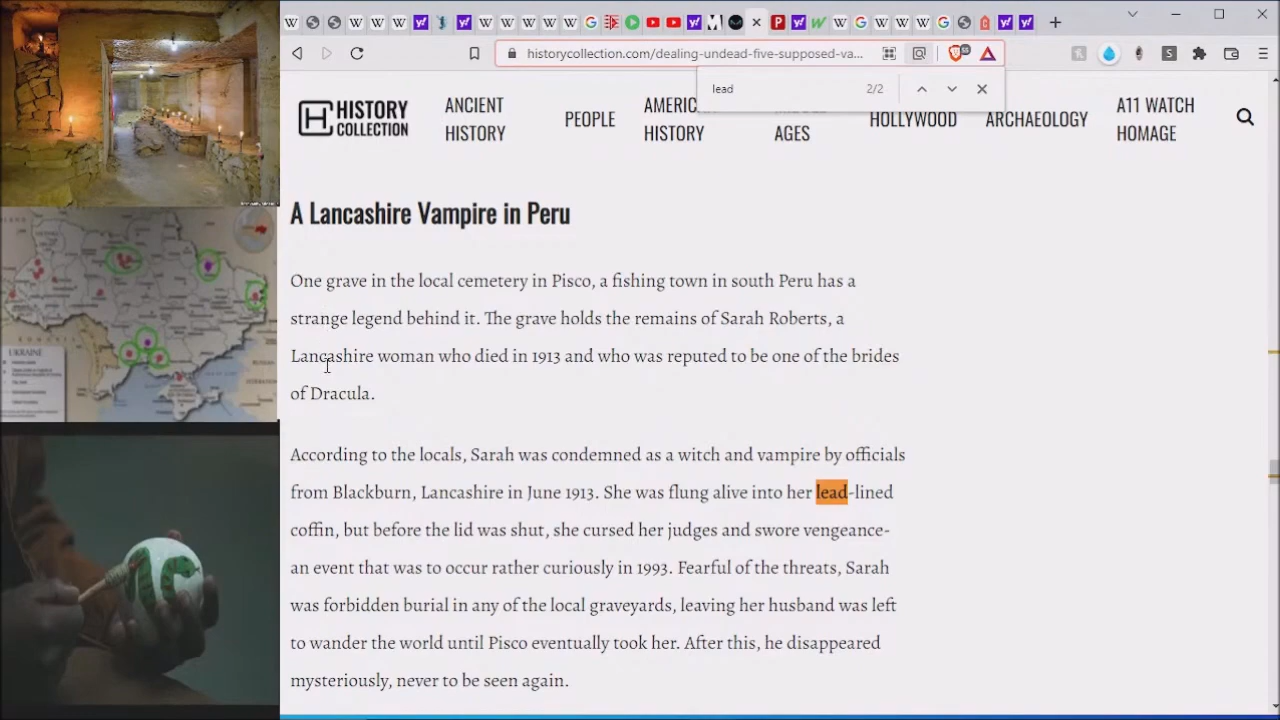 historycollection.com/dealing-undead-five-supposed-va...
lead
2/2
HISTORY
COLLECTION
ANCIENT
HISTORY
PEOPLE
HISTORY
AGES
HOLLYWOOD
ARCHAEOLOGY
A11 WATCH
HOMAGE
A Lancashire Vampire in Peru
One grave in the local cemetery in Pisco, a fishing town in south Peru has a
strange legend behind it. The grave holds the remains of Sarah Roberts, a
Lancashire woman who died in 1913 and who was reputed to be one of the brides
of Dracula.
According to the locals, Sarah was condemned as a witch and vampire by officials
from Blackburn, Lancashire in June 1913. She was flung alive into her lead-lined
coffin, but before the lid was shut, she cursed her judges and swore vengeance-
an event that was to occur rather curiously in 1993. Fearful of the threats, Sarah
was forbidden burial in any of the local graveyards, leaving her husband was left
to wander the world until Pisco eventually took her. After this, he disappeared
mysteriously, never to be seen again.
UKRAINE